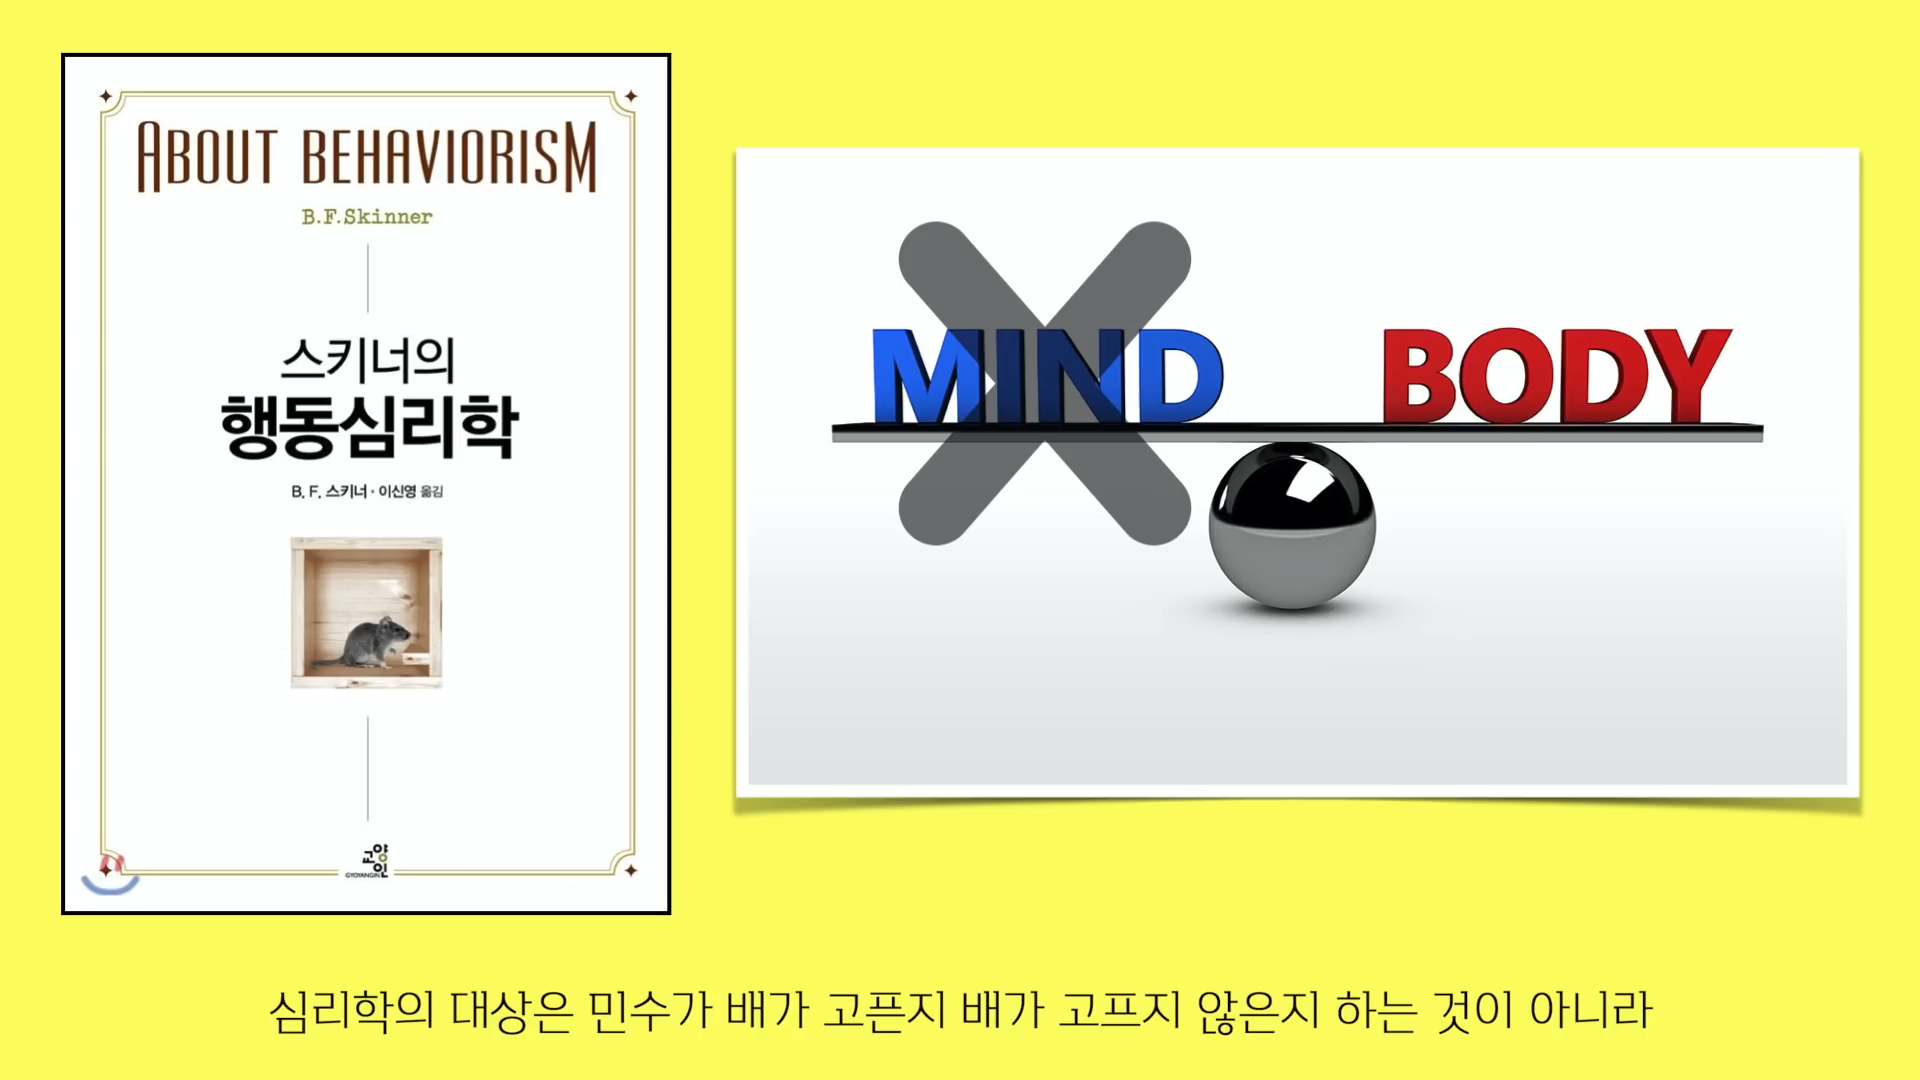 ABOUT BEHAVIORISM
B.F.Skinner
스키너의
행동심리학
B. F. 스키너 · 이신영 옮김
교양인
GYOYANGIN
MIND BODY
심리학의 대상은 민수가 배가 고픈지 배가 고프지 않은지 하는 것이 아니라